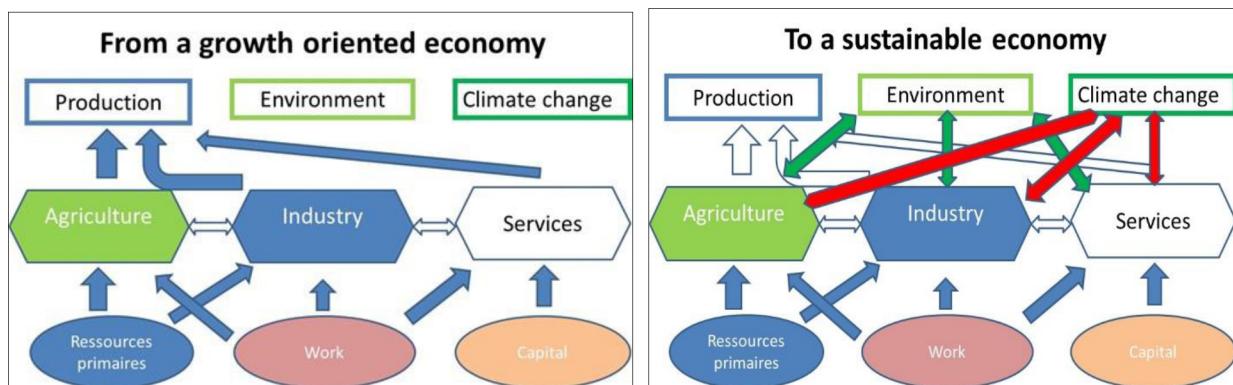 From a growth oriented economy
Production
Environment
Climate change
Agriculture
Industry
Services
Ressources
primaires
Work
Capital
To a sustainable economy
Production
Environment
Climate change
Agriculture
Industry
Services
Ressources
primaires
Work
Capital